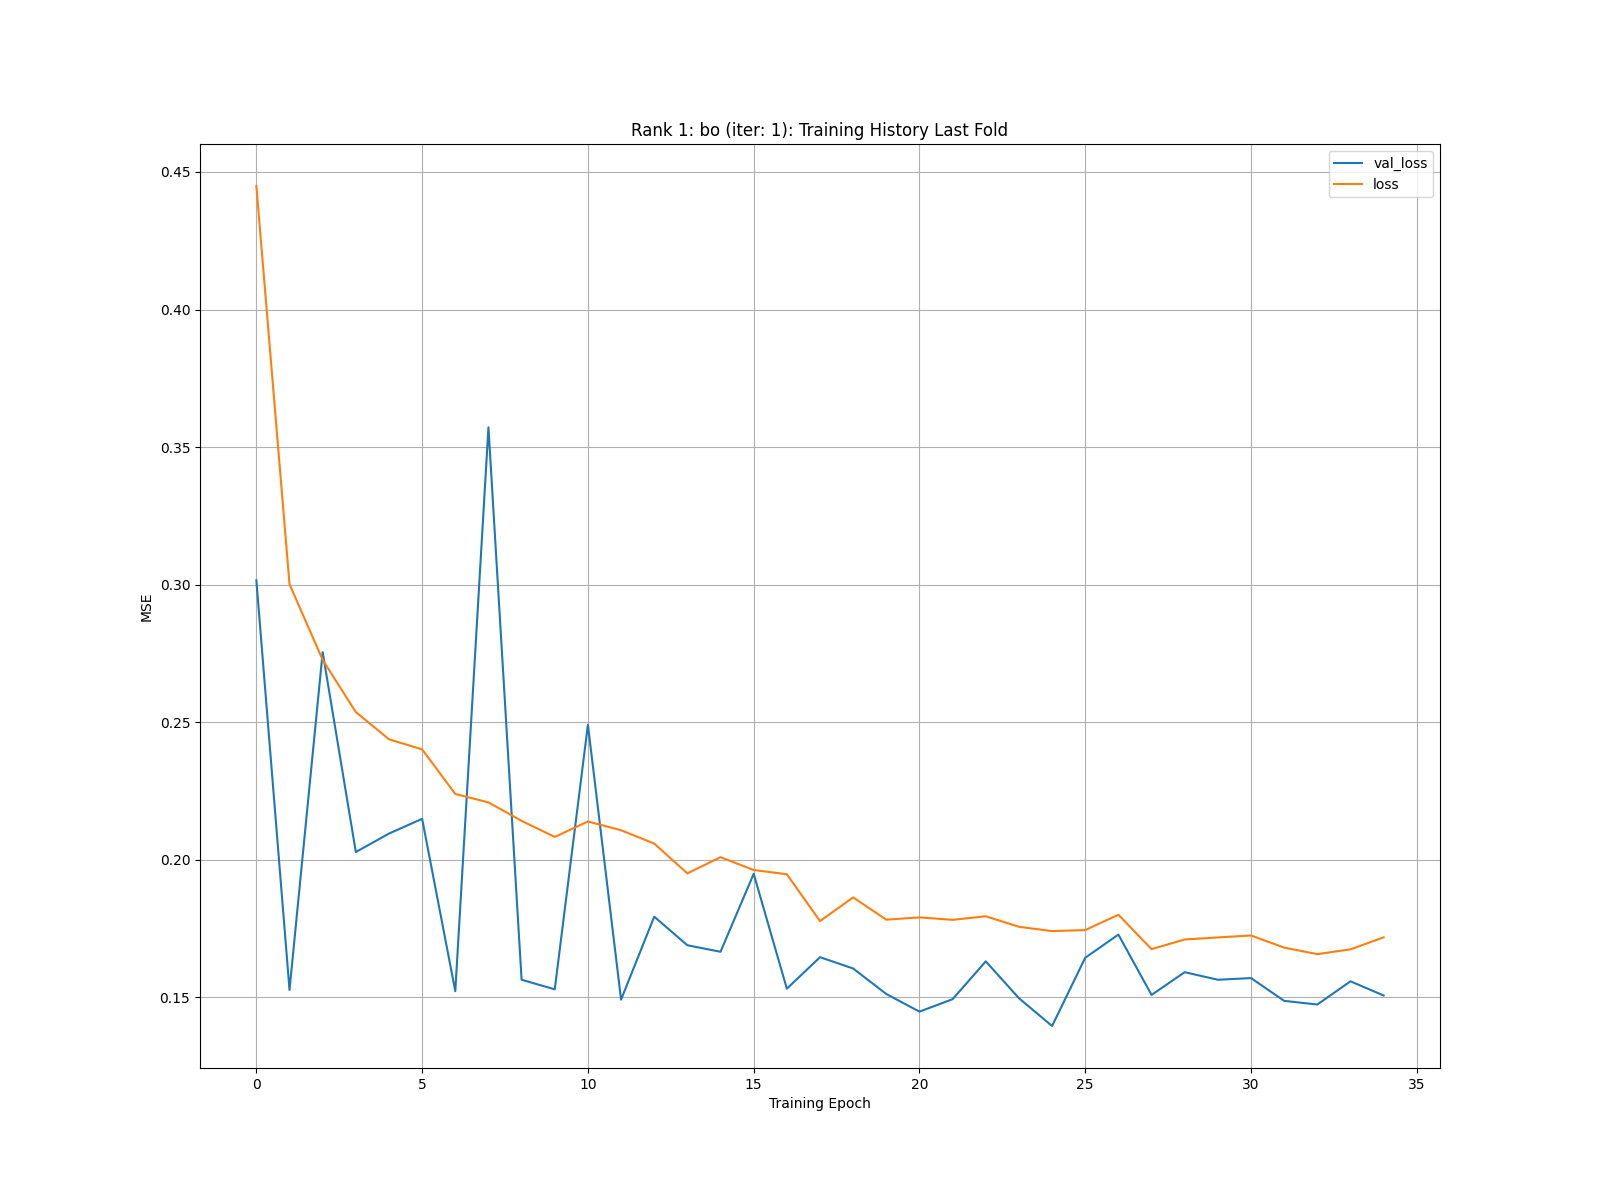 Rank 1: bo (iter: 1): Training History Last Fold
val_loss
loss
0.45
0.40
0.35
0.30
0.25
0.20
0.15
MSE
0 5 10 15 20 25 30 35
Training Epoch